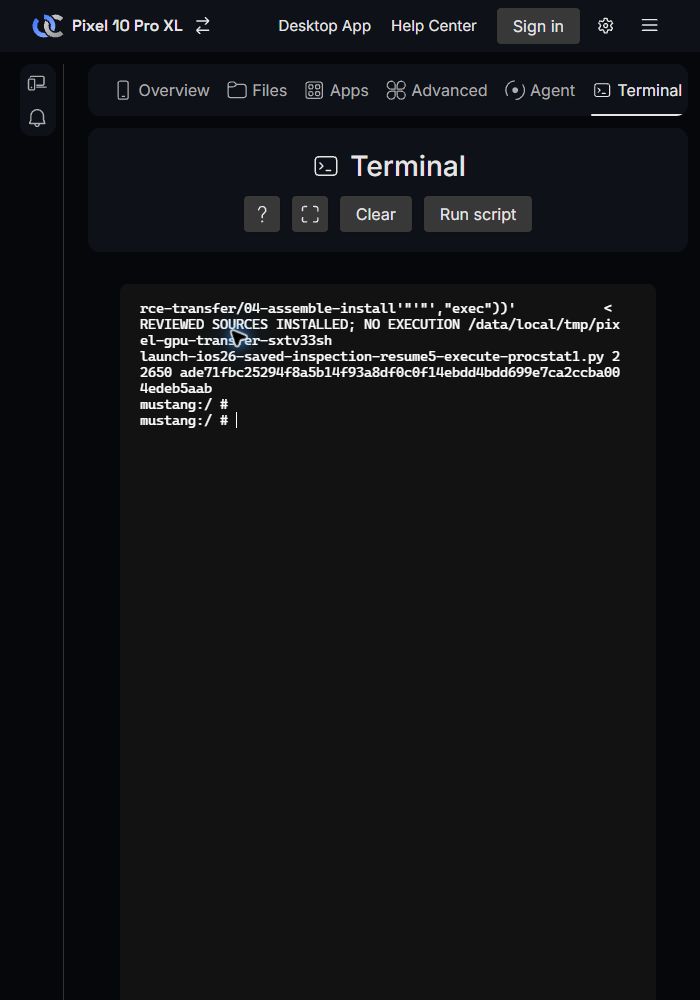 Pixel 10 Pro XL Desktop App Help Center Sign in
Overview Files Apps Advanced Agent Terminal
Terminal
? Clear Run script
rce-transfer/04-assemble-install'"'"',"exec"))' <
REVIEWED SOURCES INSTALLED; NO EXECUTION /data/local/tmp/pix
el-gpu-transfer-sxtv33sh
launch-ios26-saved-inspection-resume5-execute-procstat1.py 2
2650 ade71fbc25294f8a5b14f93a8df0c0f14ebdd4bdd699e7ca2ccba00
4edeb5aab
mustang:/ #
mustang:/ #